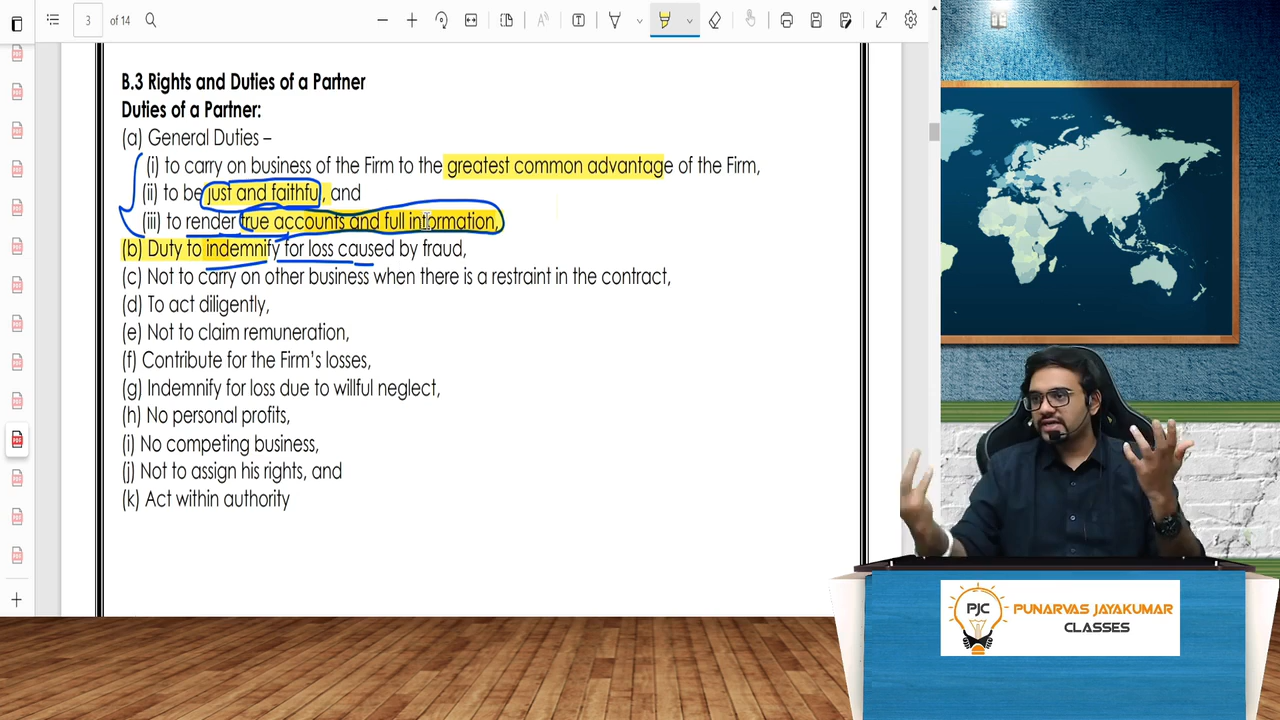 3 of 14
B.3 Rights and Duties of a Partner
Duties of a Partner:
(a) General Duties –
(i) to carry on business of the Firm to the greatest common advantage of the Firm,
(ii) to be just and faithful, and
(iii) to render true accounts and full information,
(b) Duty to indemnify for loss caused by fraud,
(c) Not to carry on other business when there is a restraint in the contract,
(d) To act diligently,
(e) Not to claim remuneration,
(f) Contribute for the Firm's losses,
(g) Indemnify for loss due to willful neglect,
(h) No personal profits,
(i) No competing business,
(j) Not to assign his rights, and
(k) Act within authority
PJC PUNARVAS JAYAKUMAR
CLASSES